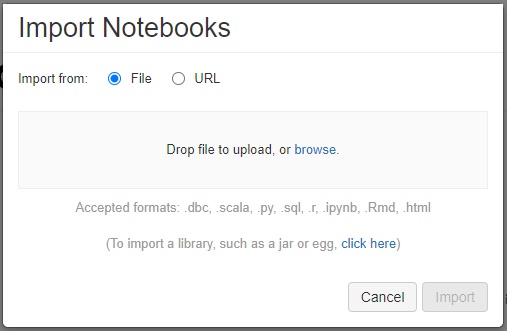 Import Notebooks
Import from: File URL
Drop file to upload, or browse.
Accepted formats: .dbc, .scala, .py, .sql, .r, .ipynb, .Rmd, .html
(To import a library, such as a jar or egg, click here)
Cancel Import